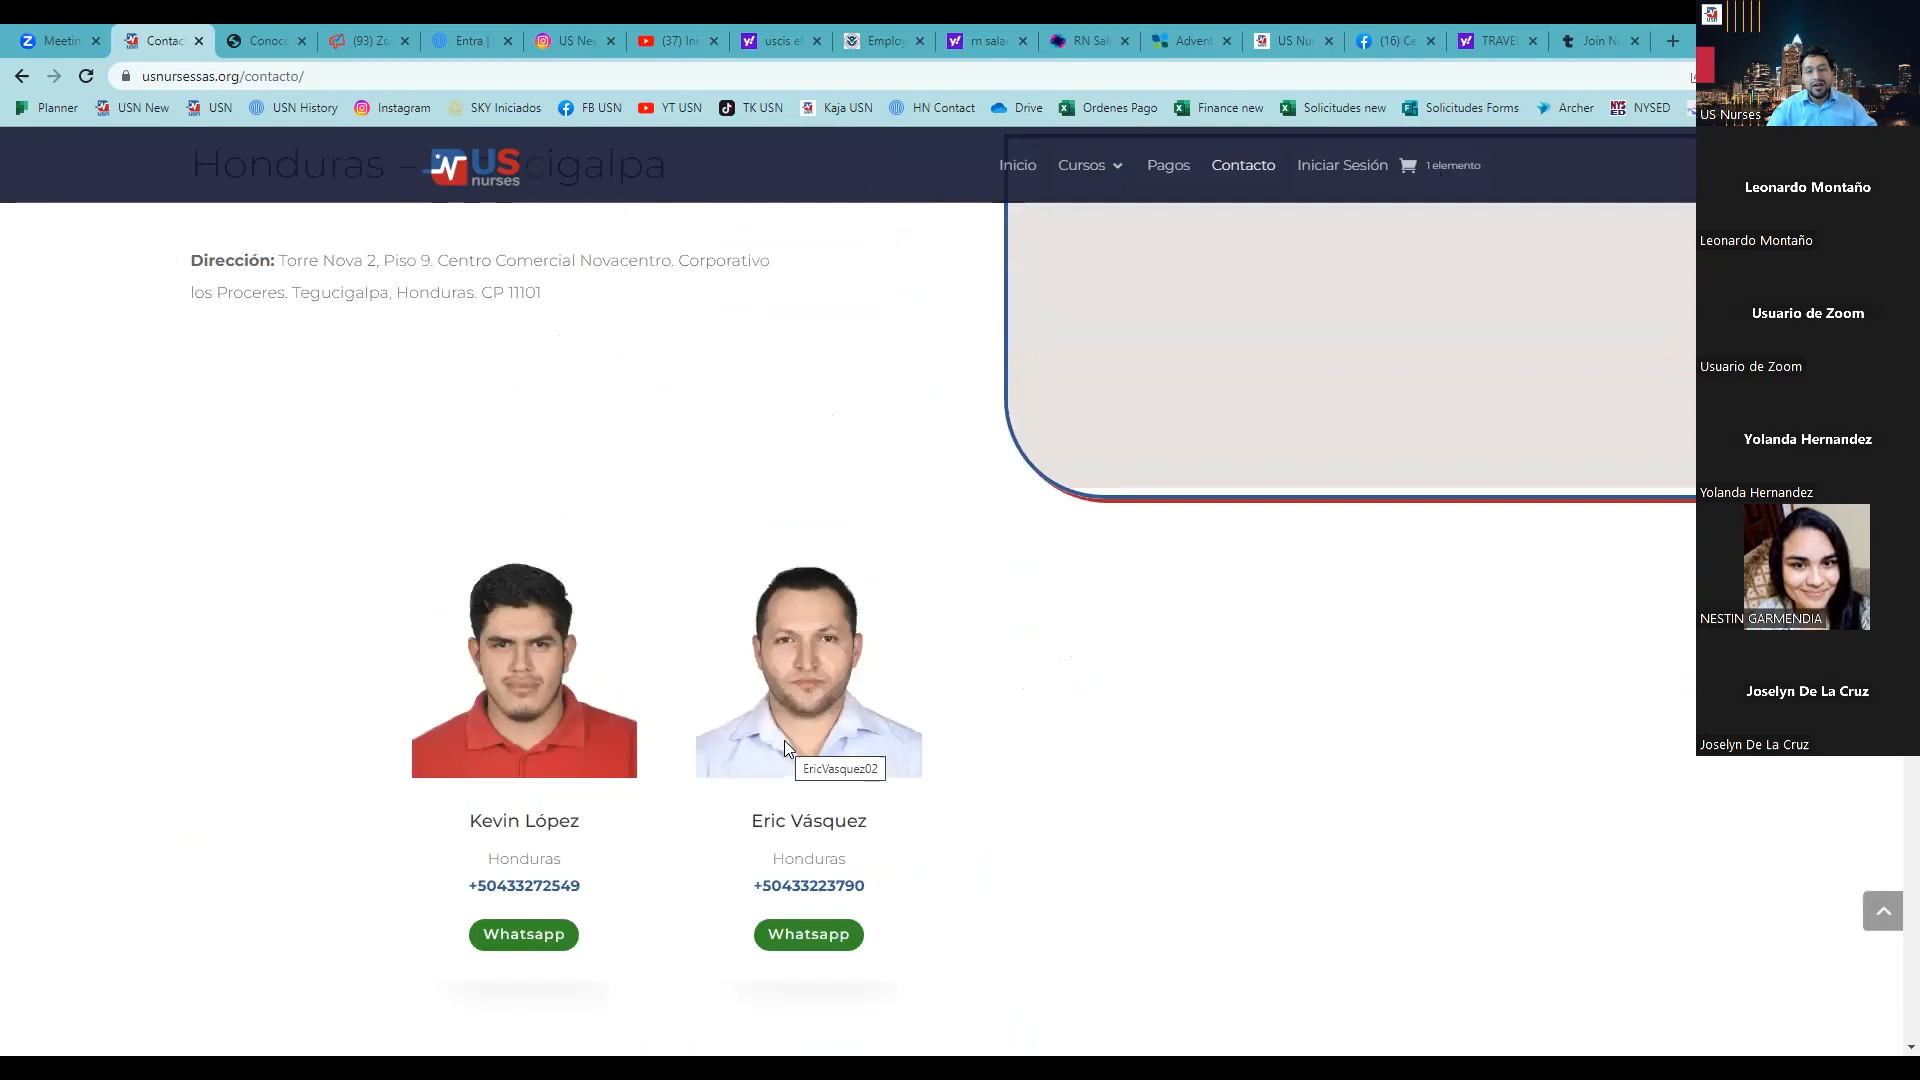 Meetin
Contac
Conoce
(93) Zo
Entra |
US Nee
(37) Ini
uscis el
Employ
rn sala
RN Sal
Advent
US Nur
(16) Ce
TRAVE
Join N
usnursessas.org/contacto/
Planner
USN New
USN
USN History
Instagram
SKY Iniciados
FB USN
YT USN
TK USN
Kaja USN
HN Contact
Drive
Ordenes Pago
Finance new
Solicitudes new
Solicitudes Forms
Archer
NYSED
Honduras – cigalpa
US
nurses
Inicio
Cursos
Pagos
Contacto
Iniciar Sesión
1 elemento
Dirección: Torre Nova 2, Piso 9. Centro Comercial Novacentro. Corporativo
los Proceres. Tegucigalpa, Honduras. CP 11101
EricVasquez02
Kevin López
Honduras
+50433272549
Whatsapp
Eric Vásquez
Honduras
+50433223790
Whatsapp
US Nurses
Leonardo Montaño
Leonardo Montaño
Usuario de Zoom
Usuario de Zoom
Yolanda Hernandez
Yolanda Hernandez
NESTIN GARMENDIA
Joselyn De La Cruz
Joselyn De La Cruz